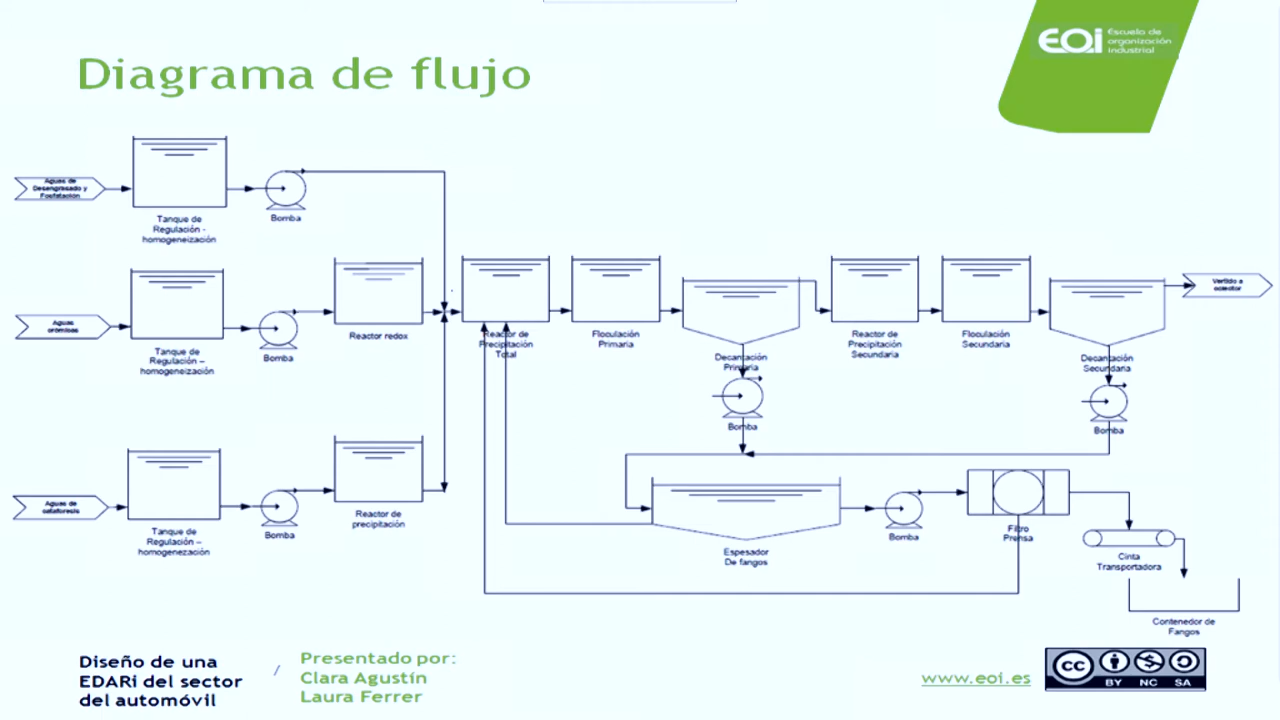 Diagrama de flujo
EOI Escuela de
organización
industrial
Aguas de
Desengrasado y
Fosfatación
Tanque de
Regulación -
homogeneización
Bomba
Aguas
crómicas
Tanque de
Regulación –
homogeneización
Bomba
Reactor redox
Reactor de
Precipitación
Total
Floculación
Primaria
Decantación
Primaria
Bomba
Reactor de
Precipitación
Secundaria
Floculación
Secundaria
Decantación
Secundaria
Bomba
Vertido a
colector
Aguas de
cataforesis
Tanque de
Regulación –
homogenezación
Bomba
Reactor de
precipitación
Espesador
De fangos
Bomba
Filtro
Prensa
Cinta
Transportadora
Contenedor de
Fangos
Diseño de una
EDARi del sector
del automóvil
/
Presentado por:
Clara Agustín
Laura Ferrer
www.eoi.es
cc
BY NC SA